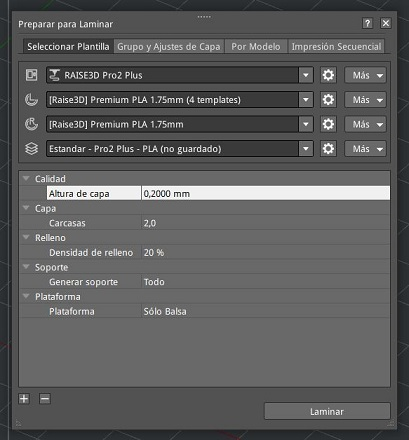 Preparar para Laminar
Seleccionar Plantilla Grupo y Ajustes de Capa Por Modelo Impresión Secuencial
RAISE3D Pro2 Plus Más
[Raise3D] Premium PLA 1.75mm (4 templates) Más
[Raise3D] Premium PLA 1.75mm Más
Estandar - Pro2 Plus - PLA (no guardado) Más
Calidad
Altura de capa 0,2000 mm
Capa
Carcasas 2,0
Relleno
Densidad de relleno 20 %
Soporte
Generar soporte Todo
Plataforma
Plataforma Sólo Balsa
Laminar